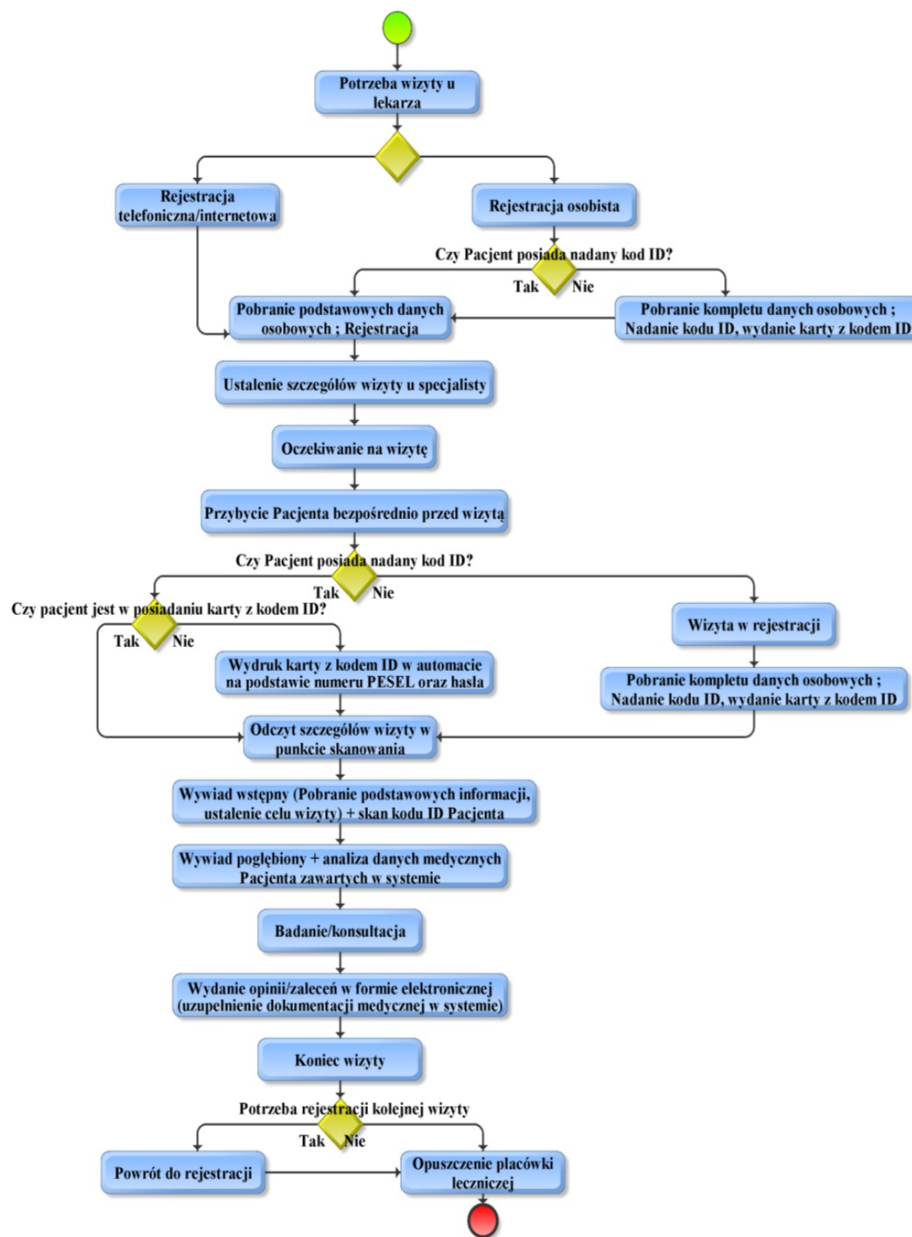 Potrzeba wizyty u
lekarza
Rejestracja
telefoniczna/internetowa
Rejestracja osobista
Czy Pacjent posiada nadany kod ID?
Tak
Nie
Pobranie podstawowych danych
osobowych ; Rejestracja
Pobranie kompletu danych osobowych ;
Nadanie kodu ID, wydanie karty z kodem ID
Ustalenie szczegółów wizyty u specjalisty
Oczekiwanie na wizytę
Przybycie Pacjenta bezpośrednio przed wizytą
Czy Pacjent posiada nadany kod ID?
Tak
Nie
Czy pacjent jest w posiadaniu karty z kodem ID?
Tak
Nie
Wizyta w rejestracji
Wydruk karty z kodem ID w automacie
na podstawie numeru PESEL oraz hasła
Pobranie kompletu danych osobowych ;
Nadanie kodu ID, wydanie karty z kodem ID
Odczyt szczegółów wizyty w
punkcie skanowania
Wywiad wstępny (Pobranie podstawowych informacji,
ustalenie celu wizyty) + skan kodu ID Pacjenta
Wywiad pogłębiony + analiza danych medycznych
Pacjenta zawartych w systemie
Badanie/konsultacja
Wydanie opinii/zaleceń w formie elektronicznej
(uzupełnienie dokumentacji medycznej w systemie)
Koniec wizyty
Potrzeba rejestracji kolejnej wizyty
Tak
Nie
Powrót do rejestracji
Opuszczenie placówki
leczniczej